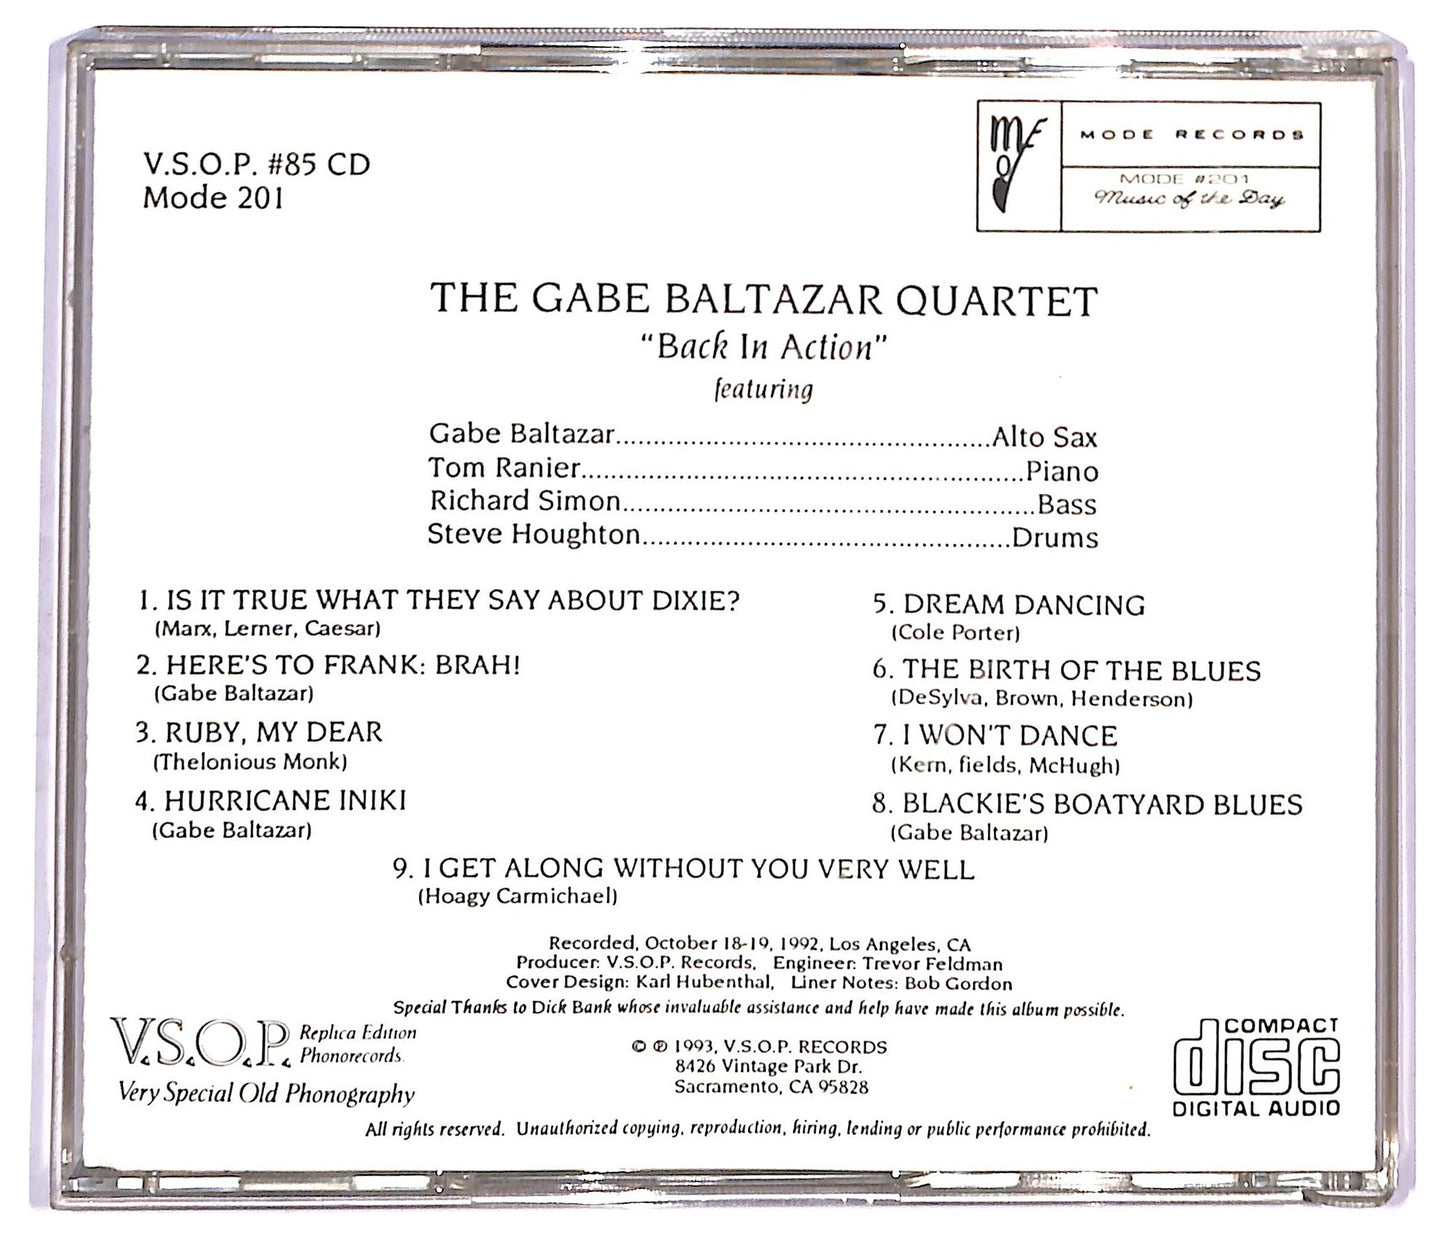 V.S.O.P. #85 CD
Mode 201
mode
MODE RECORDS
MODE #201
Music of the Day
THE GABE BALTAZAR QUARTET
"Back In Action"
featuring
Gabe Baltazar..................................................Alto Sax
Tom Ranier...........................................................Piano
Richard Simon.......................................................Bass
Steve Houghton.................................................Drums
1. IS IT TRUE WHAT THEY SAY ABOUT DIXIE?
(Marx, Lerner, Caesar)
2. HERE'S TO FRANK: BRAH!
(Gabe Baltazar)
3. RUBY, MY DEAR
(Thelonious Monk)
4. HURRICANE INIKI
(Gabe Baltazar)
5. DREAM DANCING
(Cole Porter)
6. THE BIRTH OF THE BLUES
(DeSylva, Brown, Henderson)
7. I WON'T DANCE
(Kern, fields, McHugh)
8. BLACKIE'S BOATYARD BLUES
(Gabe Baltazar)
9. I GET ALONG WITHOUT YOU VERY WELL
(Hoagy Carmichael)
Recorded, October 18-19, 1992, Los Angeles, CA
Producer: V.S.O.P. Records, Engineer: Trevor Feldman
Cover Design: Karl Hubenthal, Liner Notes: Bob Gordon
Special Thanks to Dick Bank whose invaluable assistance and help have made this album possible.
V.S.O.P. Replica Edition
Phonorecords
Very Special Old Phonography
© ℗ 1993, V.S.O.P. RECORDS
8426 Vintage Park Dr.
Sacramento, CA 95828
COMPACT
disc
DIGITAL AUDIO
All rights reserved. Unauthorized copying, reproduction, hiring, lending or public performance prohibited.